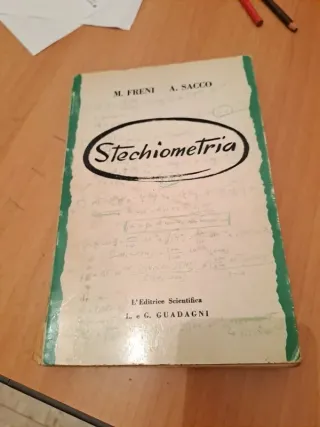 M. FRENI A. SACCO
Stechiometria
L'Editrice Scientifica
L. e G. GUADAGNI